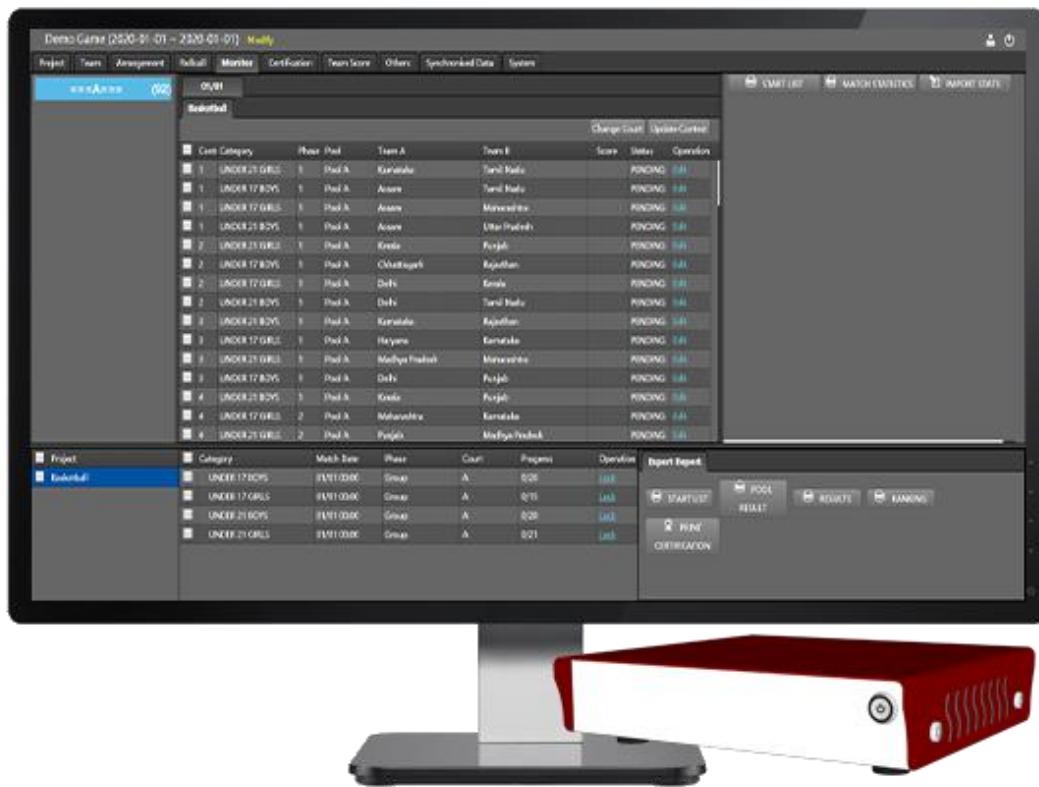 Demo Game (2020-01-01 ~ 2020-01-01) Modify
Project Team Arrangement Rollcall Monitor Certification Team Score Others Synchronised Data System
===A=== (92) 01/01 START LIST MATCH STATISTICS IMPORT STATS
Basketball
Change Court Update Contest
Cont Category Phase Pool Team A Team B Score Status Operation
1 UNDER 21 GIRLS 1 Pool A Karnataka Tamil Nadu PENDING Edit
1 UNDER 17 BOYS 1 Pool A Assam Tamil Nadu PENDING Edit
1 UNDER 17 GIRLS 1 Pool A Assam Maharashtra PENDING Edit
1 UNDER 21 BOYS 1 Pool A Assam Uttar Pradesh PENDING Edit
2 UNDER 21 GIRLS 1 Pool A Kerala Punjab PENDING Edit
2 UNDER 17 BOYS 1 Pool A Chhattisgarh Rajasthan PENDING Edit
2 UNDER 17 GIRLS 1 Pool A Delhi Kerala PENDING Edit
2 UNDER 21 BOYS 1 Pool A Delhi Tamil Nadu PENDING Edit
3 UNDER 21 BOYS 1 Pool A Karnataka Rajasthan PENDING Edit
3 UNDER 17 GIRLS 1 Pool A Haryana Karnataka PENDING Edit
3 UNDER 21 GIRLS 1 Pool A Madhya Pradesh Maharashtra PENDING Edit
3 UNDER 17 BOYS 1 Pool A Delhi Punjab PENDING Edit
4 UNDER 21 BOYS 1 Pool A Kerala Punjab PENDING Edit
4 UNDER 17 GIRLS 2 Pool A Maharashtra Karnataka PENDING Edit
4 UNDER 21 GIRLS 2 Pool A Punjab Madhya Pradesh PENDING Edit
Project Category Match Date Phase Court Progress Operation Export Report
Basketball UNDER 17 BOYS 01/01 00:00 Group A 0/28 Lock
UNDER 17 GIRLS 01/01 00:00 Group A 0/15 Lock
UNDER 21 BOYS 01/01 00:00 Group A 0/28 Lock
UNDER 21 GIRLS 01/01 00:00 Group A 0/21 Lock
START LIST POOL RESULT RESULTS RANKING
PRINT CERTIFICATION